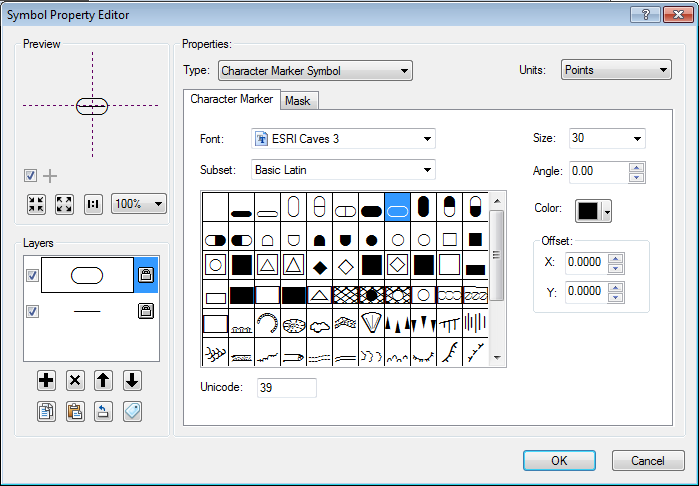 Symbol Property Editor
Preview
100%
1:1
Layers
Properties:
Type: Character Marker Symbol
Units: Points
Character Marker Mask
Font: ESRI Caves 3
Size: 30
Subset: Basic Latin
Angle: 0.00
Color:
Offset:
X: 0.0000
Y: 0.0000
Unicode: 39
OK Cancel